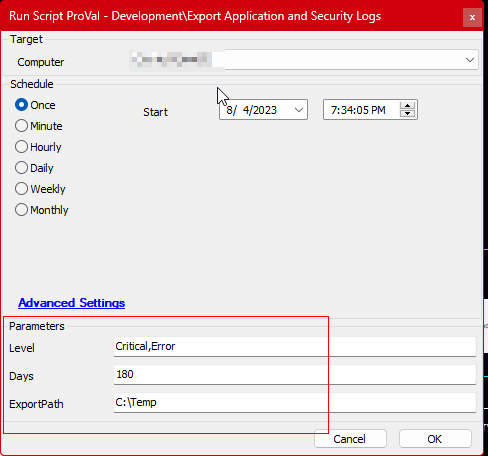 Run Script ProVal - Development\Export Application and Security Logs x
Target
Computer
Schedule
Once
Minute
Hourly
Daily
Weekly
Monthly
Start 8/ 4/2023 7:34:05 PM
Advanced Settings
Parameters
Level Critical,Error
Days 180
ExportPath C:\Temp
Cancel OK